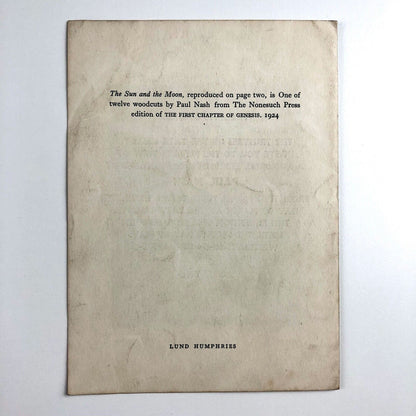 The Sun and the Moon, reproduced on page two, is One of
twelve woodcuts by Paul Nash from The Nonesuch Press
edition of THE FIRST CHAPTER OF GENESIS. 1924
LUND HUMPHRIES